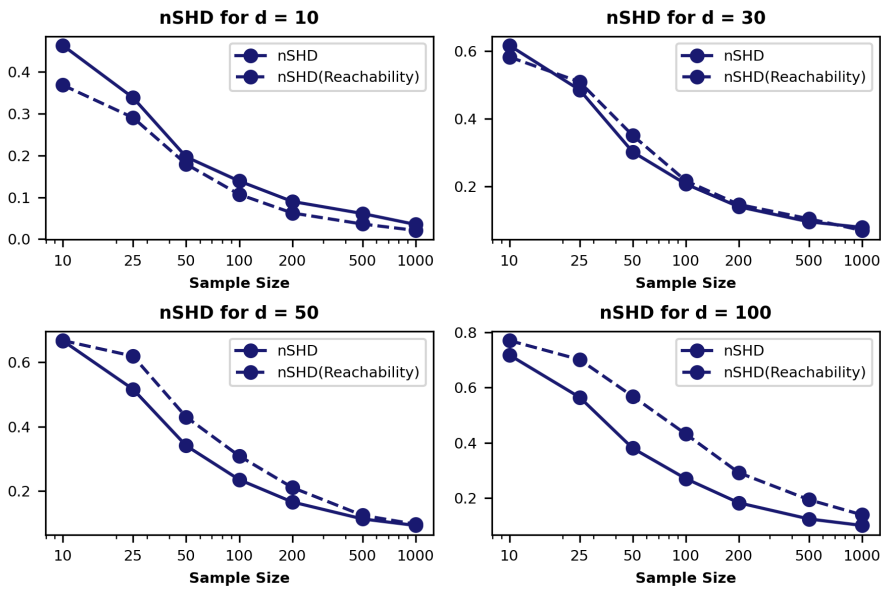 nSHD for d = 10
nSHD
nSHD(Reachability)
0.4
0.3
0.2
0.1
0.0
10 25 50 100 200 500 1000
Sample Size
nSHD for d = 30
nSHD
nSHD(Reachability)
0.6
0.4
0.2
10 25 50 100 200 500 1000
Sample Size
nSHD for d = 50
nSHD
nSHD(Reachability)
0.6
0.4
0.2
10 25 50 100 200 500 1000
Sample Size
nSHD for d = 100
nSHD
nSHD(Reachability)
0.8
0.6
0.4
0.2
10 25 50 100 200 500 1000
Sample Size